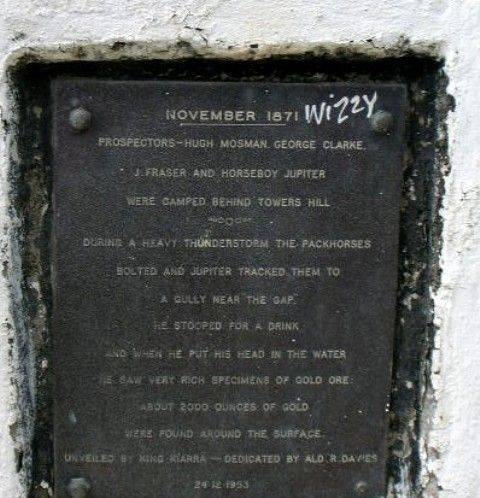 NOVEMBER 1871 WIZZY
PROSPECTORS-HUGH MOSMAN, GEORGE CLARKE,
J. FRASER AND HORSEBOY JUPITER
WERE CAMPED BEHIND TOWERS HILL
DURING A HEAVY THUNDERSTORM THE PACKHORSES
BOLTED AND JUPITER TRACKED THEM TO
A GULLY NEAR THE GAP.
HE STOOPED FOR A DRINK
AND WHEN HE PUT HIS HEAD IN THE WATER
HE SAW VERY RICH SPECIMENS OF GOLD ORE:
ABOUT 2000 OUNCES OF GOLD
WERE FOUND AROUND THE SURFACE.
UNVEILED BY KING KIARRA - DEDICATED BY ALD. R. DAVIES
24·12·1953